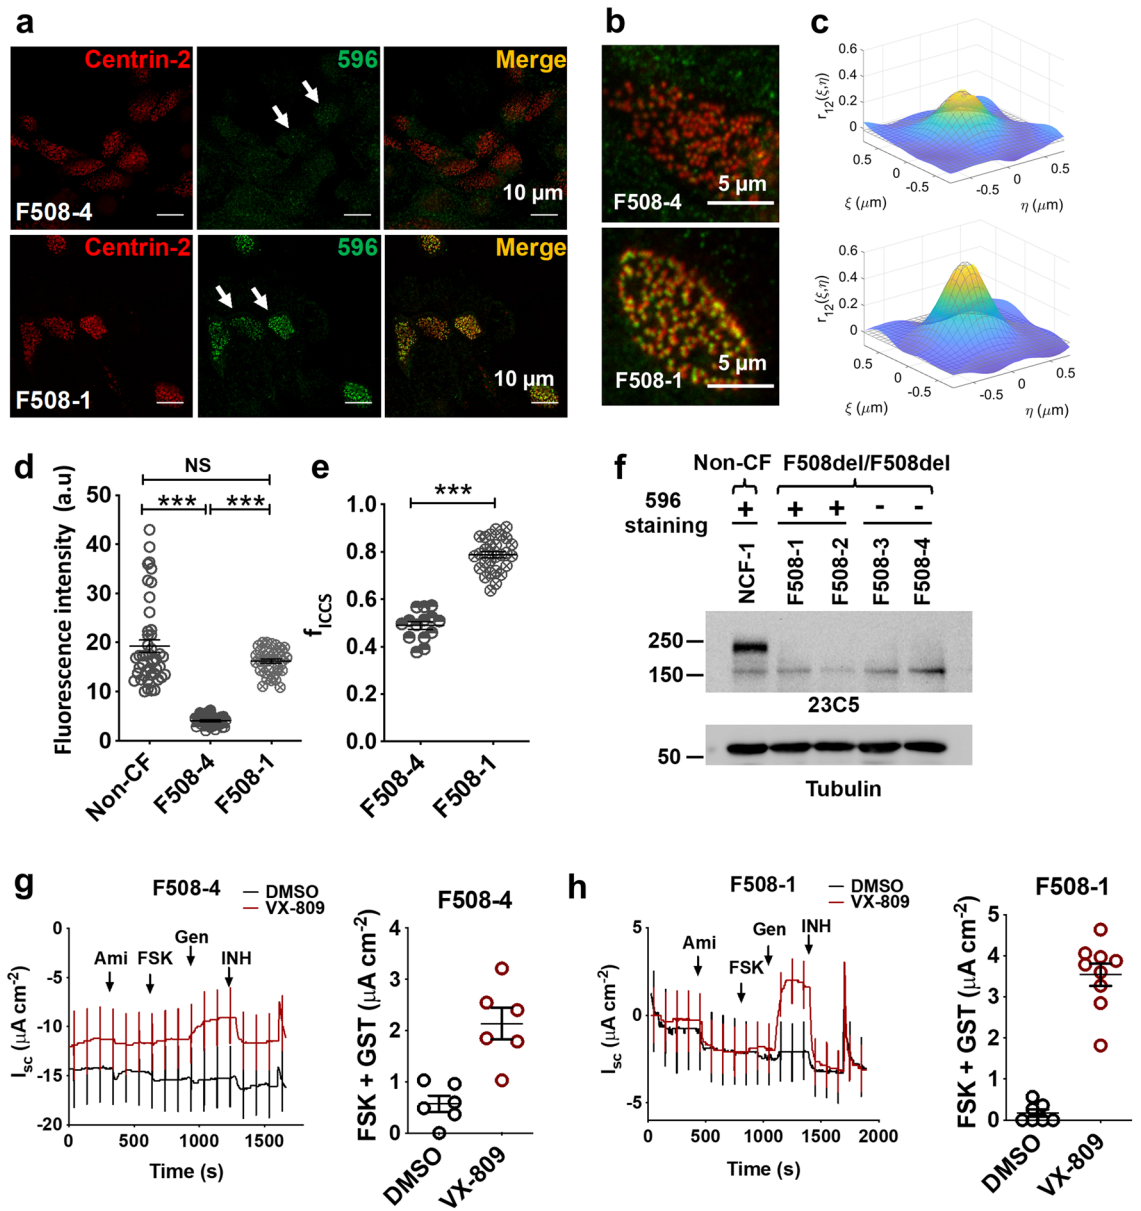 a
Centrin-2
596
Merge
F508-4
10 µm
Centrin-2
596
Merge
F508-1
10 µm
b
F508-4
5 µm
F508-1
5 µm
c
r12(ξ,η)
0.6
0.4
0.2
0
0.5
0
-0.5
ξ (μm)
-0.5
0
0.5
η (μm)
r12(ξ,η)
0.6
0.4
0.2
0
0.5
0
-0.5
ξ (μm)
-0.5
0
0.5
η (μm)
d
Fluorescence intensity (a.u)
50
40
30
20
10
0
NS
***
***
Non-CF
F508-4
F508-1
e
fICCS
1.0
0.8
0.6
0.4
0.2
0.0
***
F508-4
F508-1
f
Non-CF
F508del/F508del
596
staining
+ + + - -
NCF-1
F508-1
F508-2
F508-3
F508-4
250
150
23C5
50
Tubulin
g
F508-4
DMSO
VX-809
Isc (μA cm-2)
0
-5
-10
-15
-20
Ami
FSK
Gen
INH
0 500 1000 1500
Time (s)
F508-4
FSK + GST (μA cm-2)
4
3
2
1
0
DMSO
VX-809
h
F508-1
DMSO
VX-809
Isc (μA cm-2)
5
0
-5
Ami
FSK
Gen
INH
0 500 1000 1500 2000
Time (s)
F508-1
FSK + GST (μA cm-2)
5
4
3
2
1
0
DMSO
VX-809